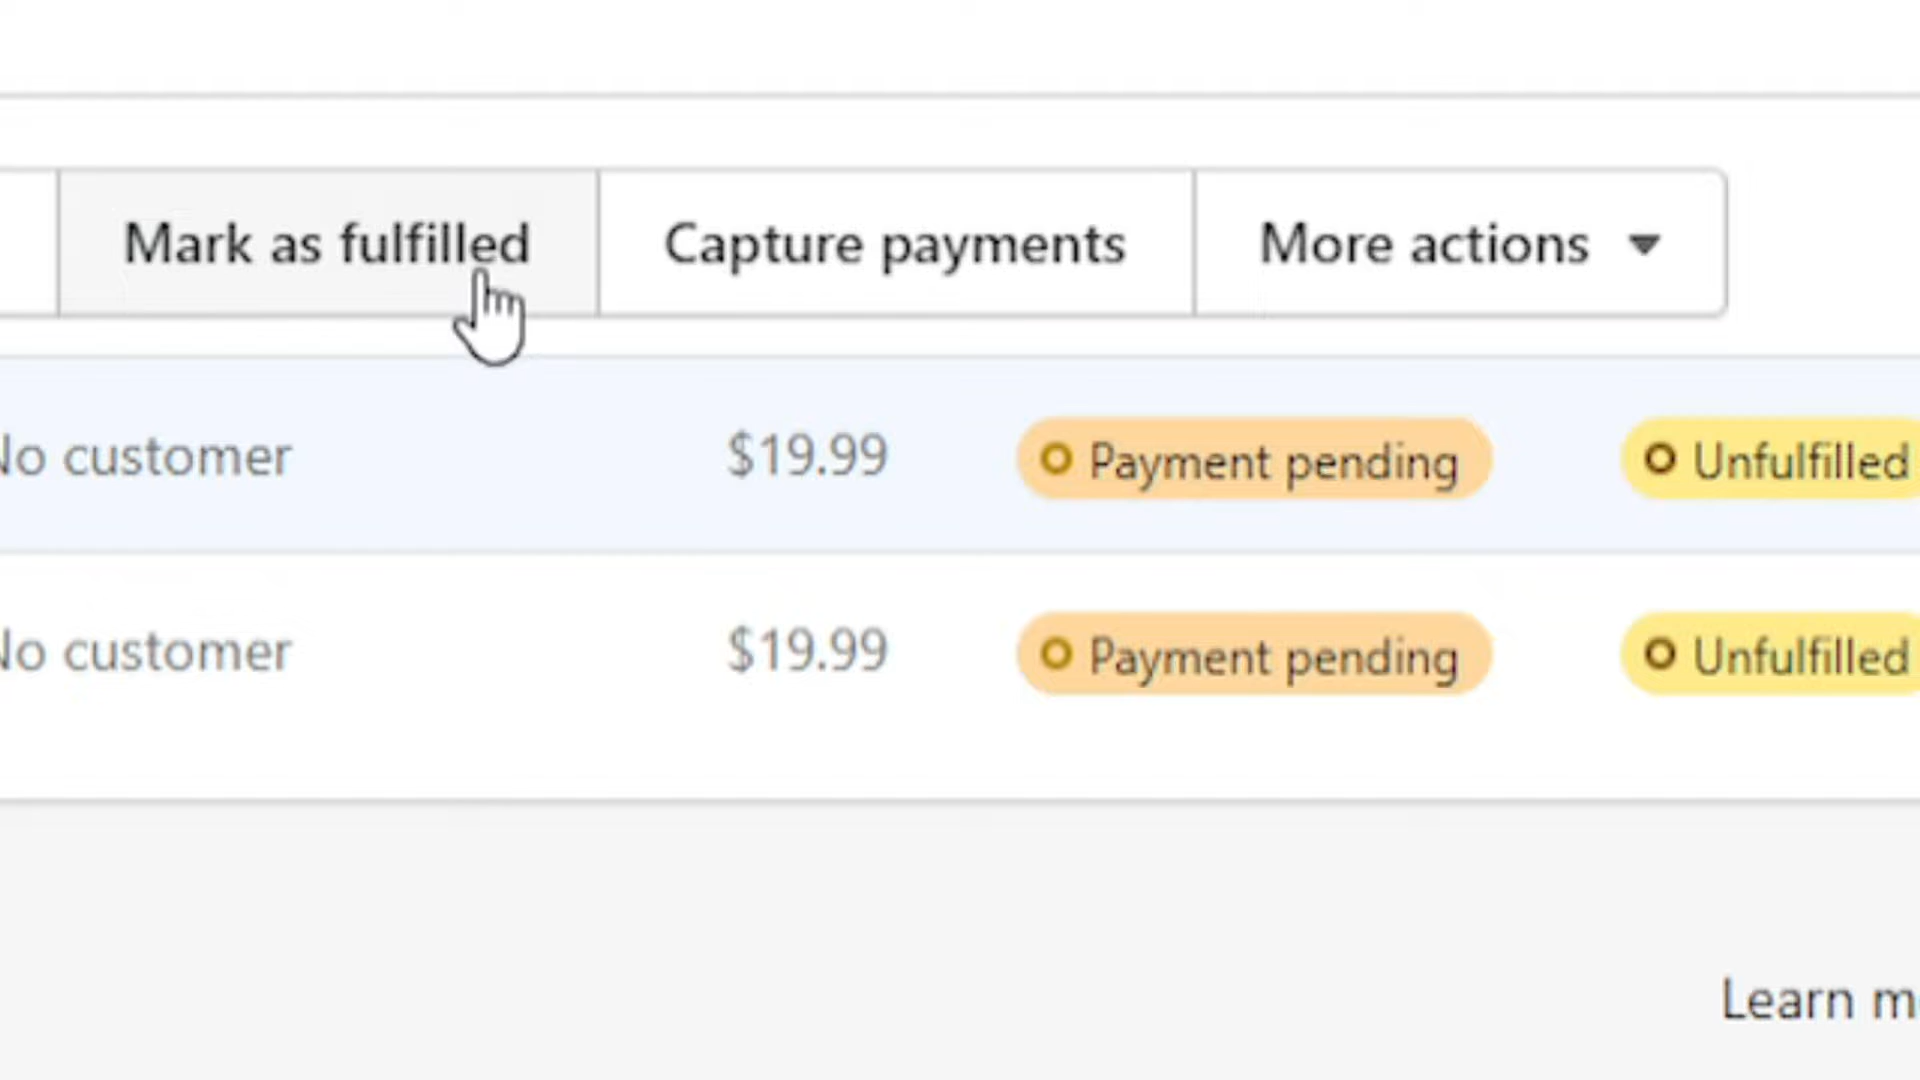 Mark as fulfilled Capture payments More actions
No customer $19.99 Payment pending Unfulfilled
No customer $19.99 Payment pending Unfulfilled
Learn